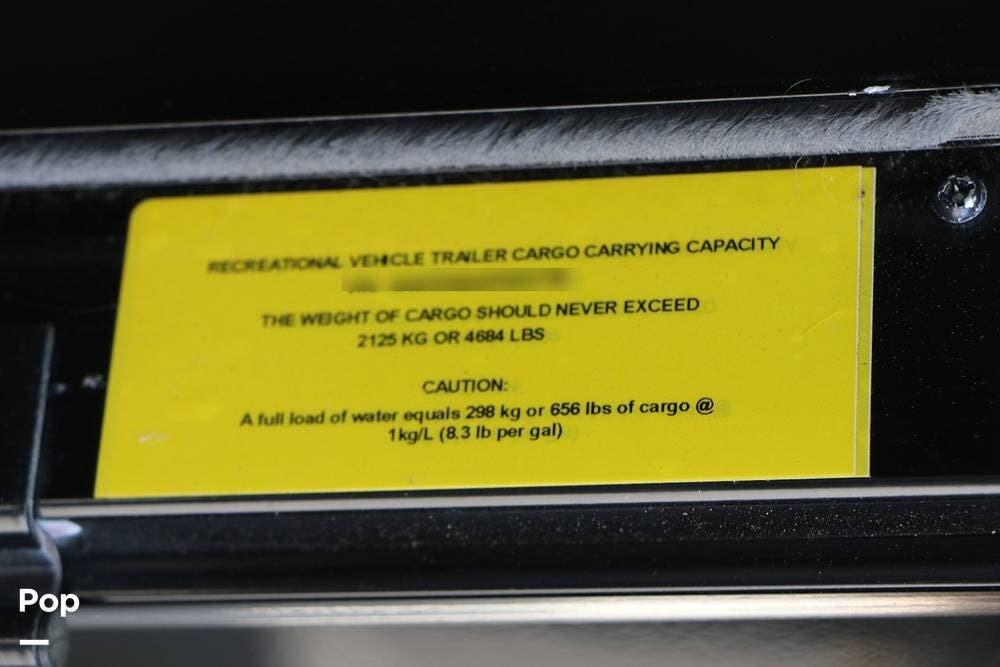 RECREATIONAL VEHICLE TRAILER CARGO CARRYING CAPACITY
THE WEIGHT OF CARGO SHOULD NEVER EXCEED
2125 KG OR 4684 LBS
CAUTION:
A full load of water equals 298 kg or 656 lbs of cargo @
1kg/L (8.3 lb per gal)
Pop